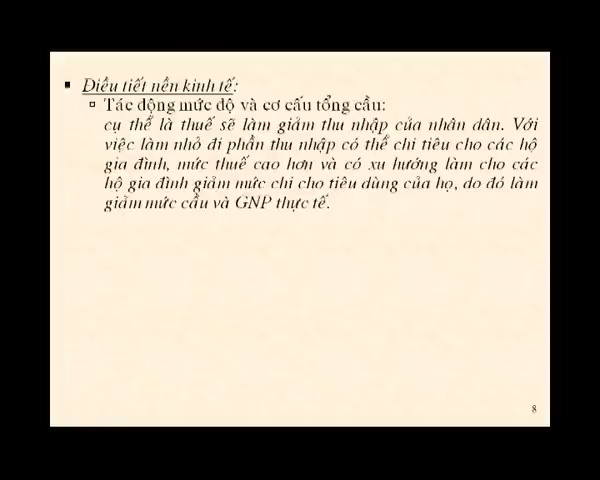 ▪ Điều tiết nền kinh tế:
▫ Tác động mức độ và cơ cấu tổng cầu:
cụ thể là thuế sẽ làm giảm thu nhập của nhân dân. Với
việc làm nhỏ đi phần thu nhập có thể chi tiêu cho các hộ
gia đình, mức thuế cao hơn và có xu hướng làm cho các
hộ gia đình giảm mức chi cho tiêu dùng của họ, do đó làm
giảm mức cầu và GNP thực tế.
8